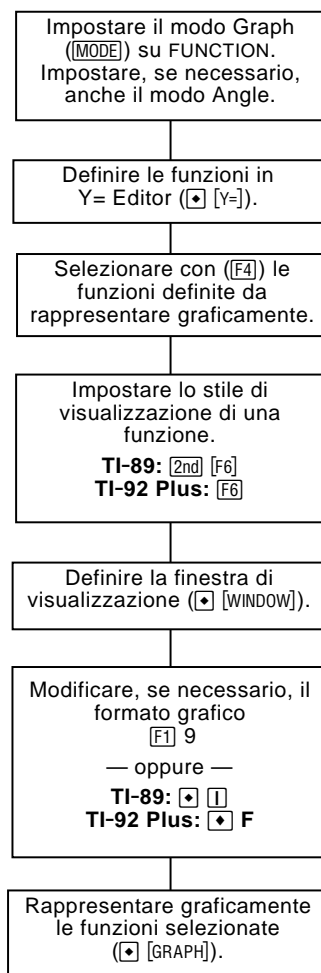 Impostare il modo Graph
(MODE) su FUNCTION.
Impostare, se necessario,
anche il modo Angle.
Definire le funzioni in
Y= Editor (◆ [Y=]).
Selezionare con (F4) le
funzioni definite da
rappresentare graficamente.
Impostare lo stile di
visualizzazione di una
funzione.
TI-89: 2nd [F6]
TI-92 Plus: F6
Definire la finestra di
visualizzazione (◆ [WINDOW]).
Modificare, se necessario, il
formato grafico
F1 9
— oppure —
TI-89: ◆ |
TI-92 Plus: ◆ F
Rappresentare graficamente
le funzioni selezionate
(◆ [GRAPH]).